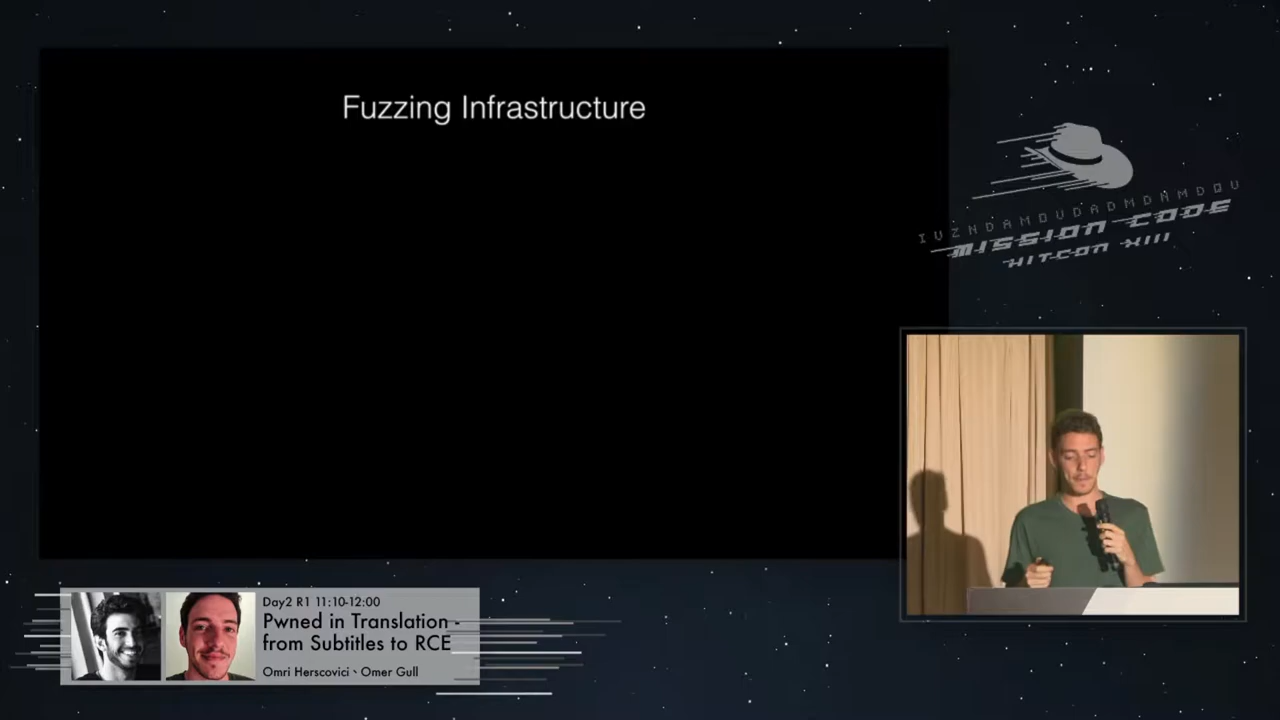 Fuzzing Infrastructure
MISSION CODE
HITCON XIII
Day2 R1 11:10-12:00
Pwned in Translation -
from Subtitles to RCE
Omri Herscovici、Omer Gull